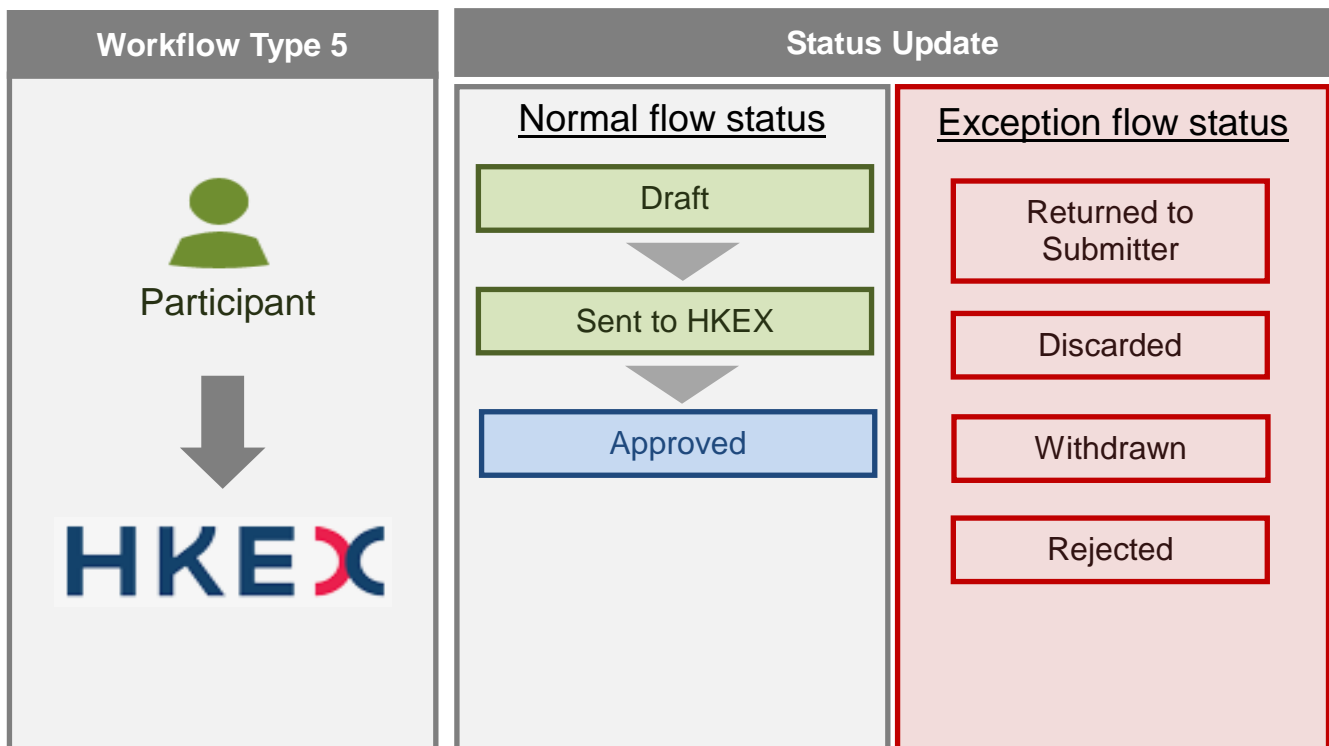 Workflow Type 5
Status Update
Participant
HKEX
Normal flow status
Draft
Sent to HKEX
Approved
Exception flow status
Returned to
Submitter
Discarded
Withdrawn
Rejected